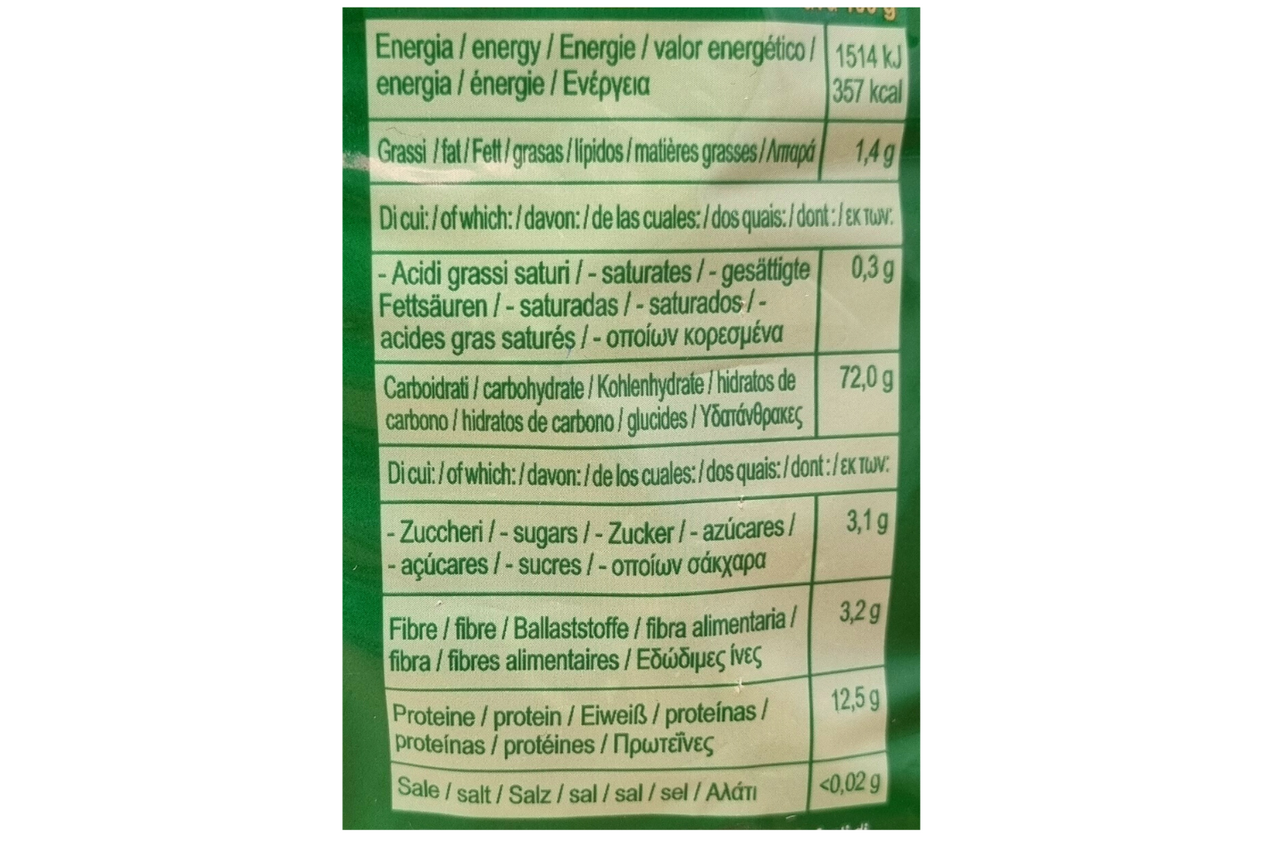 Energia / energy / Energie / valor energético /
energia / énergie / Ενέργεια
1514 kJ
357 kcal
Grassi / fat / Fett / grasas / lípidos / matières grasses / Λιπαρά
1,4 g
Di cui: / of which: / davon: / de las cuales: / dos quais: / dont : / εκ των:
- Acidi grassi saturi / - saturates / - gesättigte
Fettsäuren / - saturadas / - saturados / -
acides gras saturés / - οποίων κορεσμένα
0,3 g
Carboidrati / carbohydrate / Kohlenhydrate / hidratos de
carbono / hidratos de carbono / glucides / Υδατάνθρακες
72,0 g
Di cui: / of which: / davon: / de los cuales: / dos quais: / dont : / εκ των:
- Zuccheri / - sugars / - Zucker / - azúcares /
- açúcares / - sucres / - οποίων σάκχαρα
3,1 g
Fibre / fibre / Ballaststoffe / fibra alimentaria /
fibra / fibres alimentaires / Εδώδιμες ίνες
3,2 g
Proteine / protein / Eiweiß / proteínas /
proteínas / protéines / Πρωτεΐνες
12,5 g
Sale / salt / Salz / sal / sal / sel / Αλάτι
<0,02 g